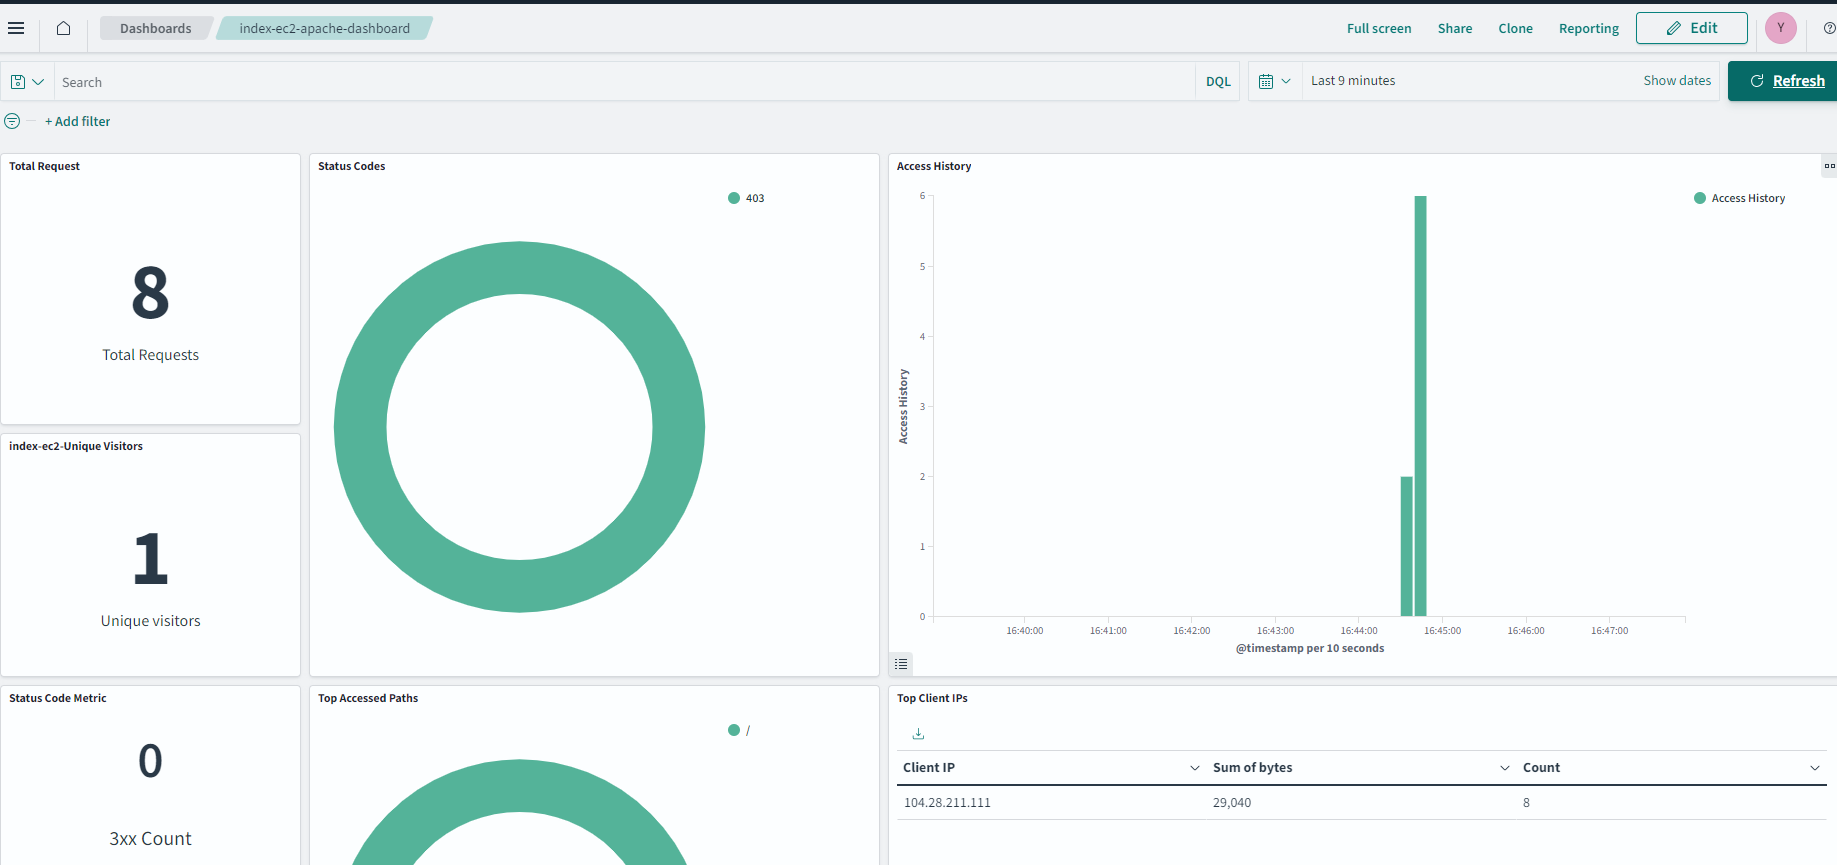 Dashboards
index-ec2-apache-dashboard
Full screen
Share
Clone
Reporting
Edit
Y
Search
DQL
Last 9 minutes
Show dates
Refresh
+ Add filter
Total Request
8
Total Requests
Status Codes
403
Access History
Access History
Access History
6
5
4
3
2
1
0
16:40:00 16:41:00 16:42:00 16:43:00 16:44:00 16:45:00 16:46:00 16:47:00
@timestamp per 10 seconds
index-ec2-Unique Visitors
1
Unique visitors
Status Code Metric
0
3xx Count
Top Accessed Paths
/
Top Client IPs
Client IP Sum of bytes Count
104.28.211.111 29,040 8